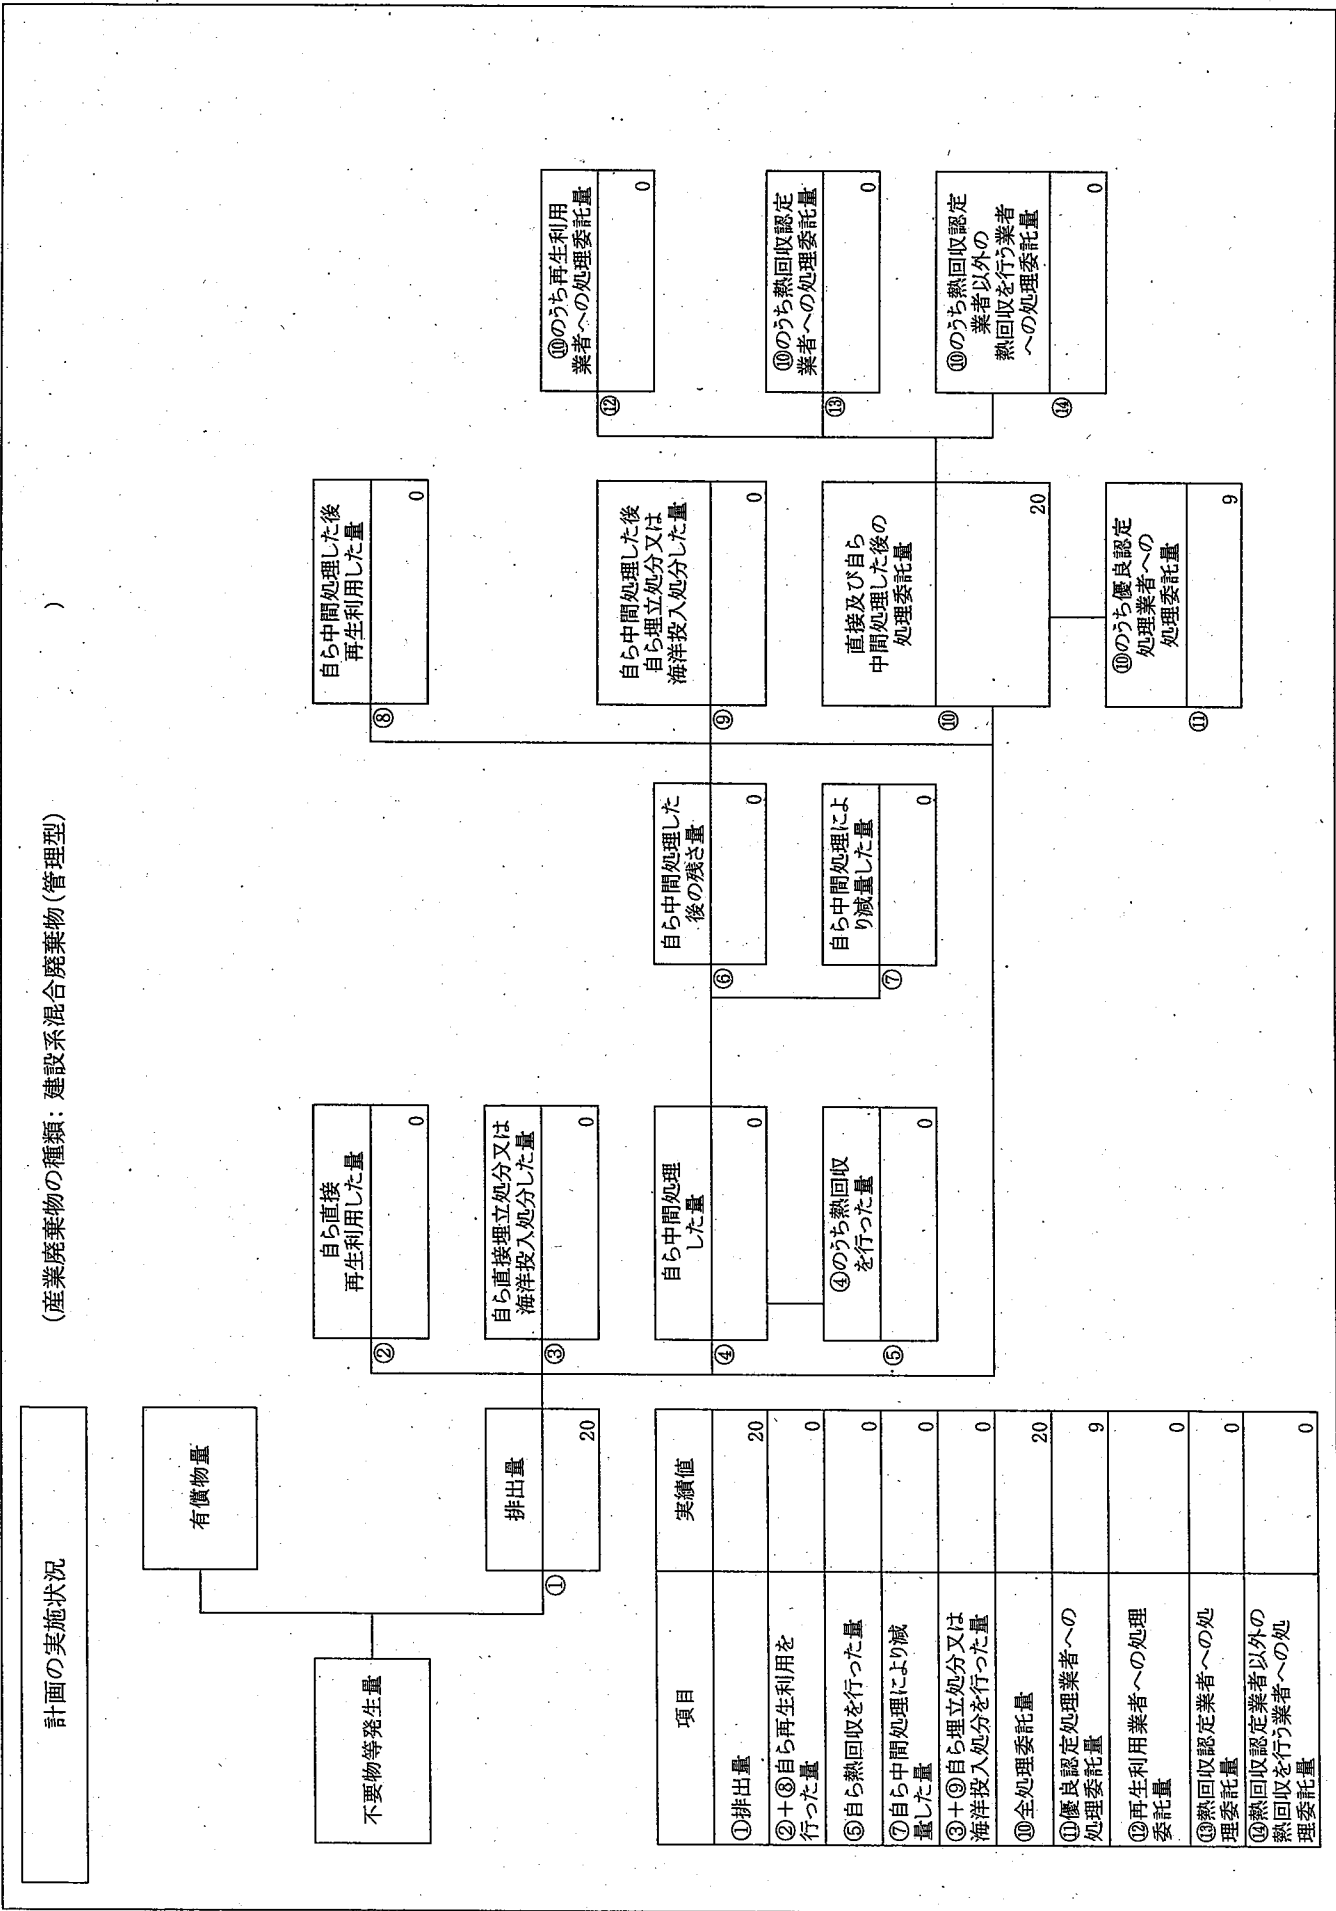 計画の実施状況
(産業廃棄物の種類：建設系混合廃棄物(管理型)
)
不要物等発生量
有償物量
排出量
①
20
自ら直接
再生利用した量
②
0
自ら直接埋立処分又は
海洋投入処分した量
③
0
自ら中間処理
した量
④
0
④のうち熱回収
を行った量
⑤
0
自ら中間処理した
後の残さ量
⑥
0
自ら中間処理によ
り減量した量
⑦
0
自ら中間処理した後
再生利用した量
⑧
0
自ら中間処理した後
自ら埋立処分又は
海洋投入処分した量
⑨
0
直接及び自ら
中間処理した後の
処理委託量
⑩
20
⑩のうち優良認定
処理業者への
処理委託量
⑪
9
⑩のうち再生利用
業者への処理委託量
⑫
0
⑩のうち熱回収認定
業者への処理委託量
⑬
0
⑩のうち熱回収認定
業者以外の
熱回収を行う業者
への処理委託量
⑭
0
項目 実績値
①排出量 20
②+⑧自ら再生利用を
行った量 0
⑤自ら熱回収を行った量 0
⑦自ら中間処理により減
量した量 0
③+⑨自ら埋立処分又は
海洋投入処分を行った量 0
⑩全処理委託量 20
⑪優良認定処理業者への
処理委託量 9
⑫再生利用業者への処理
委託量 0
⑬熱回収認定業者への処
理委託量 0
⑭熱回収認定業者以外の
熱回収を行う業者への処
理委託量 0